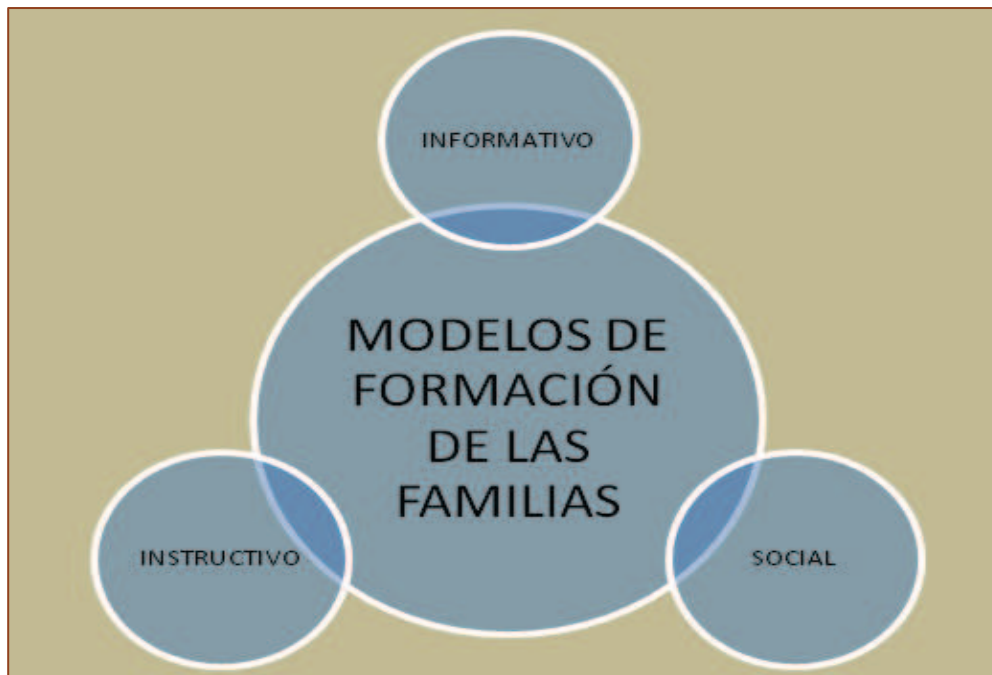 INFORMATIVO
MODELOS DE
FORMACIÓN
DE LAS
FAMILIAS
INSTRUCTIVO
SOCIAL